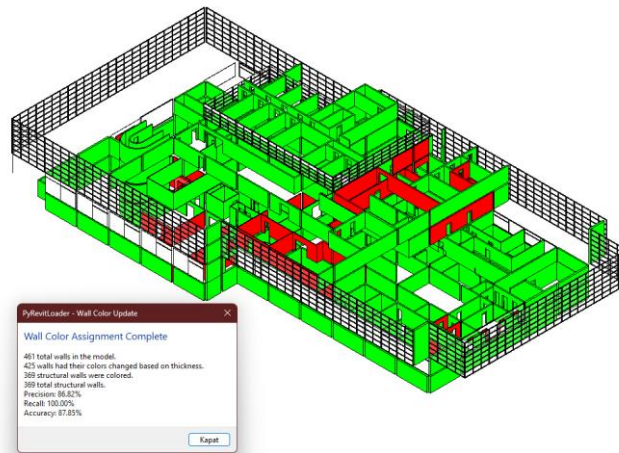 PyRevitLoader - Wall Color Update
Wall Color Assignment Complete
461 total walls in the model.
425 walls had their colors changed based on thickness.
369 structural walls were colored.
369 total structural walls.
Precision: 86.82%
Recall: 100.00%
Accuracy: 87.85%
Kapat